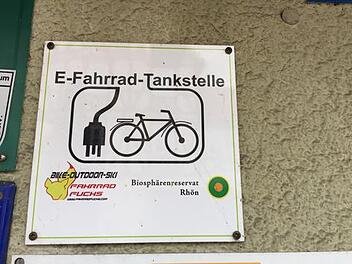 E-Fahrrad-Tankstelle
BIKE-OUTDOOR-SKI
FAHRRAD
FUCHS
Biosphärenreservat
Rhön